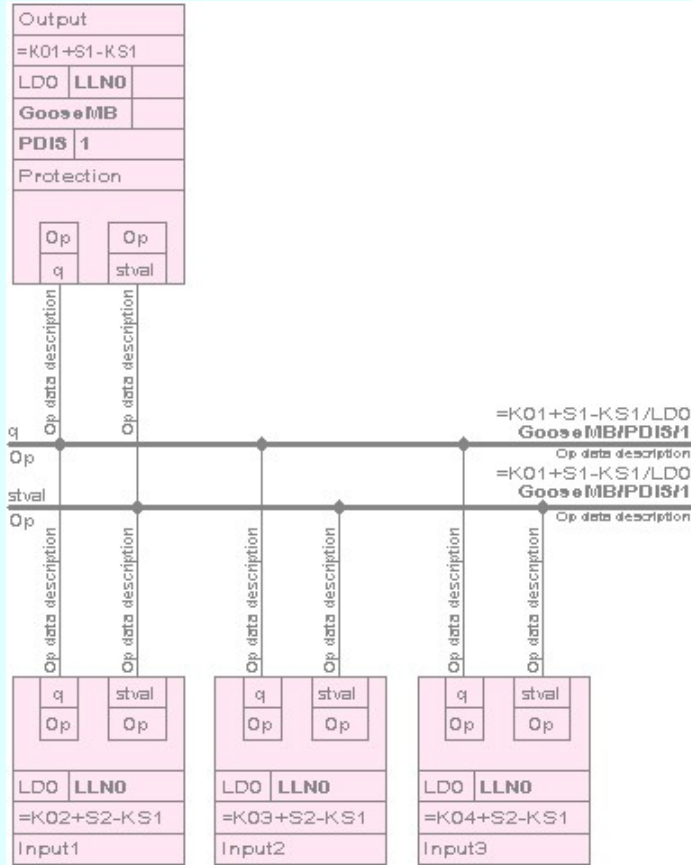 Output
=K01+S1-KS1
LD0 LLN0
GooseMB
PDIS 1
Protection
Op Op
q stval
Op data description Op data description
=K01+S1-KS1/LD0
q GooseMB/PDIS/1
Op Op data description
=K01+S1-KS1/LD0
stval GooseMB/PDIS/1
Op Op data description
Op data description Op data description Op data description Op data description Op data description Op data description
q stval q stval q stval
Op Op Op Op Op Op
LD0 LLN0 LD0 LLN0 LD0 LLN0
=K02+S2-KS1 =K03+S2-KS1 =K04+S2-KS1
Input1 Input2 Input3